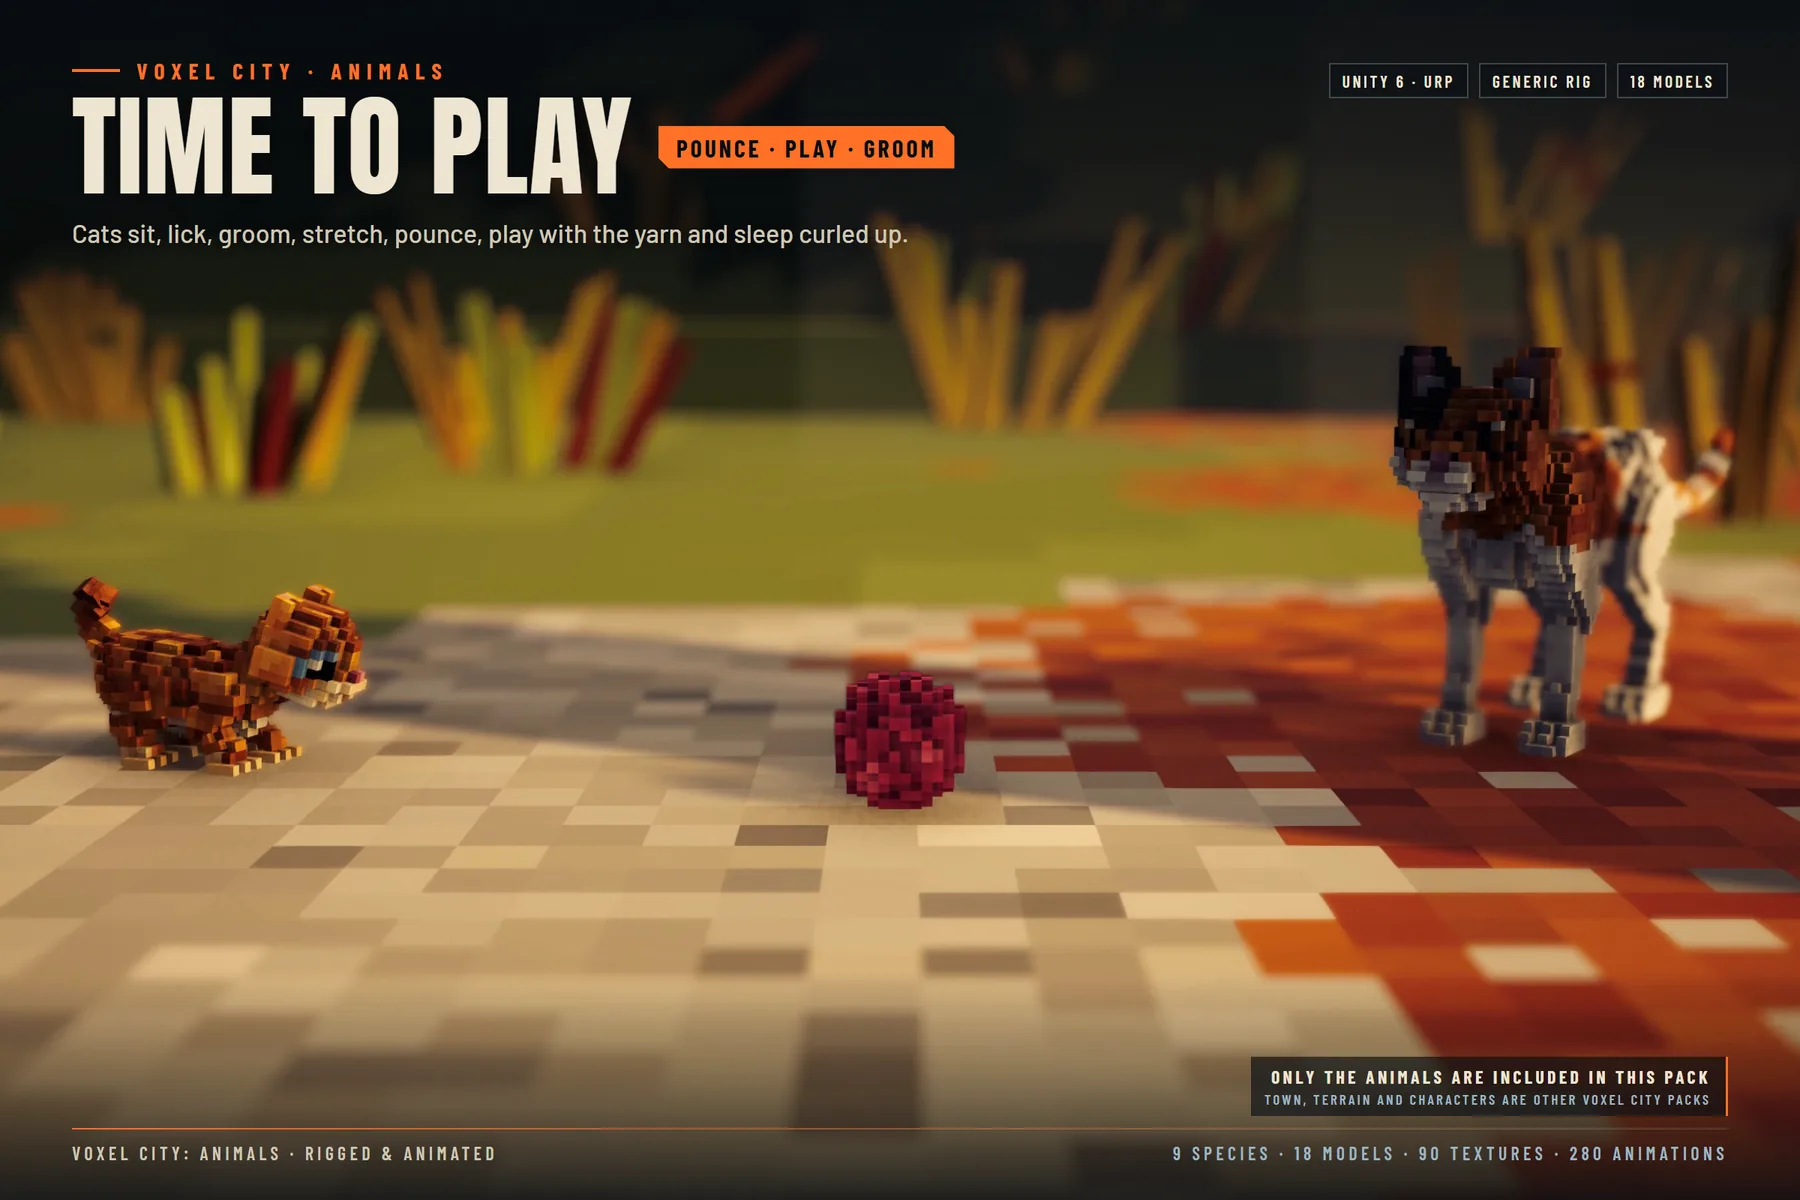 VOXEL CITY · ANIMALS
TIME TO PLAY
POUNCE · PLAY · GROOM
Cats sit, lick, groom, stretch, pounce, play with the yarn and sleep curled up.
UNITY 6 · URP
GENERIC RIG
18 MODELS
ONLY THE ANIMALS ARE INCLUDED IN THIS PACK
TOWN, TERRAIN AND CHARACTERS ARE OTHER VOXEL CITY PACKS
VOXEL CITY: ANIMALS · RIGGED & ANIMATED
9 SPECIES · 18 MODELS · 90 TEXTURES · 280 ANIMATIONS